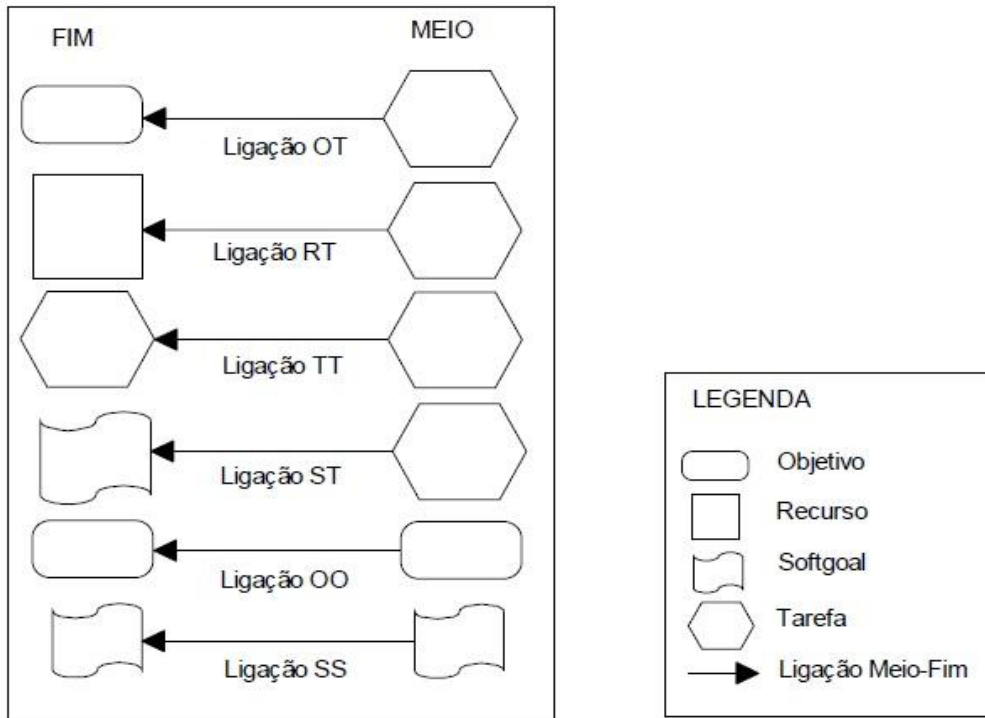 FIM
MEIO
Ligação OT
Ligação RT
Ligação TT
Ligação ST
Ligação OO
Ligação SS
LEGENDA
Objetivo
Recurso
Softgoal
Tarefa
Ligação Meio-Fim